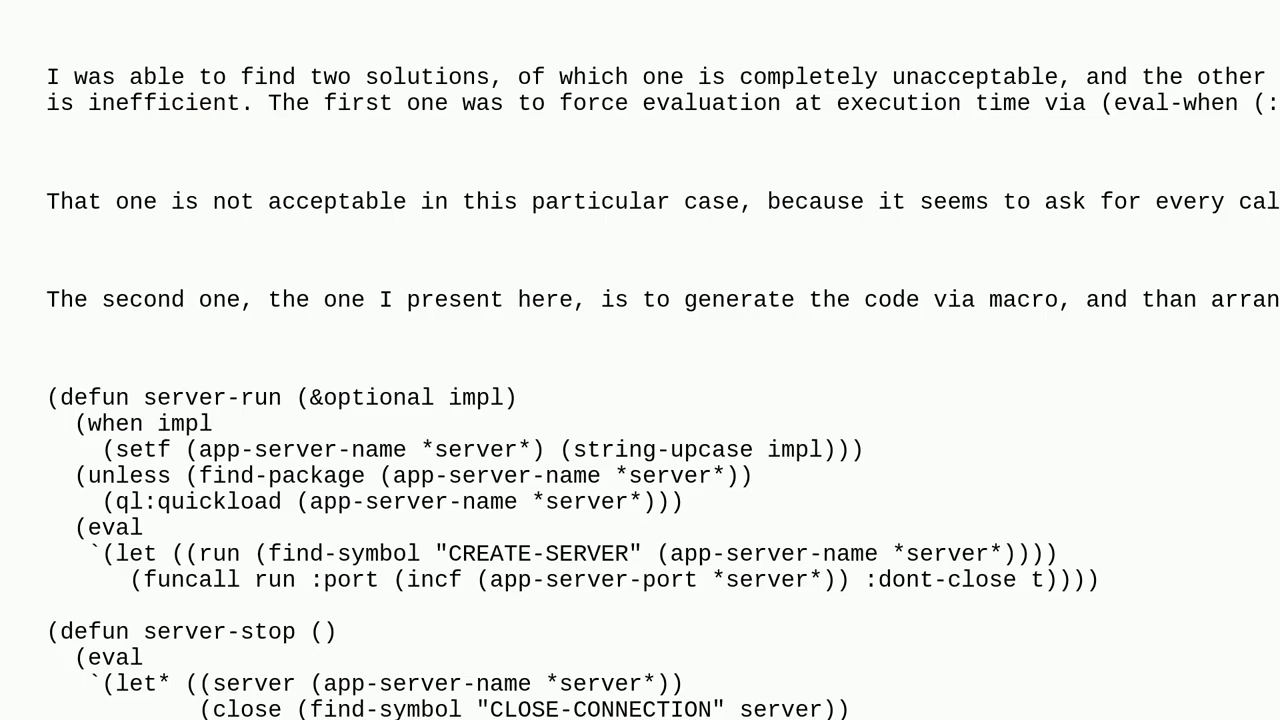 I was able to find two solutions, of which one is completely unacceptable, and the other
is inefficient. The first one was to force evaluation at execution time via (eval-when (:
That one is not acceptable in this particular case, because it seems to ask for every cal
The second one, the one I present here, is to generate the code via macro, and than arran
(defun server-run (&optional impl)
  (when impl
    (setf (app-server-name *server*) (string-upcase impl)))
  (unless (find-package (app-server-name *server*))
    (ql:quickload (app-server-name *server*)))
  (eval
   `(let ((run (find-symbol "CREATE-SERVER" (app-server-name *server*))))
      (funcall run :port (incf (app-server-port *server*)) :dont-close t))))
(defun server-stop ()
  (eval
   `(let* ((server (app-server-name *server*))
           (close (find-symbol "CLOSE-CONNECTION" server))